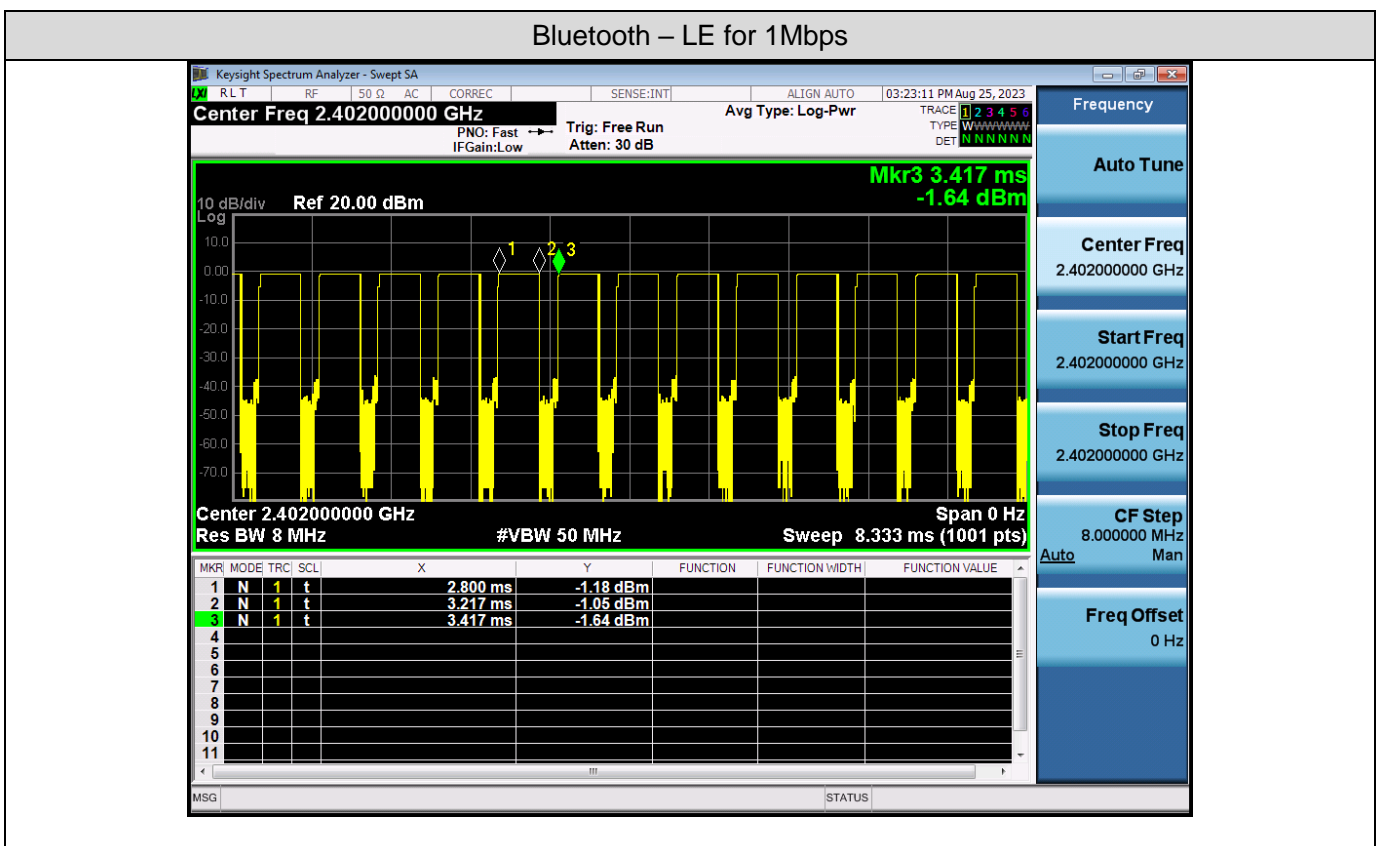 Bluetooth – LE for 1Mbps
Keysight Spectrum Analyzer - Swept SA
LXI RLT RF 50 Ω AC CORREC SENSE:INT ALIGN AUTO 03:23:11 PM Aug 25, 2023
Center Freq 2.402000000 GHz
PNO: Fast
IFGain:Low
Trig: Free Run
Atten: 30 dB
Avg Type: Log-Pwr
TRACE 1 2 3 4 5 6
TYPE WWWWWW
DET N N N N N N
Mkr3 3.417 ms
-1.64 dBm
10 dB/div Ref 20.00 dBm
Log
10.0
0.00
-10.0
-20.0
-30.0
-40.0
-50.0
-60.0
-70.0
1 2 3
Center 2.402000000 GHz Span 0 Hz
Res BW 8 MHz #VBW 50 MHz Sweep 8.333 ms (1001 pts)
MKR MODE TRC SCL X Y FUNCTION FUNCTION WIDTH FUNCTION VALUE
1 N 1 t 2.800 ms -1.18 dBm
2 N 1 t 3.217 ms -1.05 dBm
3 N 1 t 3.417 ms -1.64 dBm
4
5
6
7
8
9
10
11
MSG STATUS
Frequency
Auto Tune
Center Freq
2.402000000 GHz
Start Freq
2.402000000 GHz
Stop Freq
2.402000000 GHz
CF Step
8.000000 MHz
Auto Man
Freq Offset
0 Hz